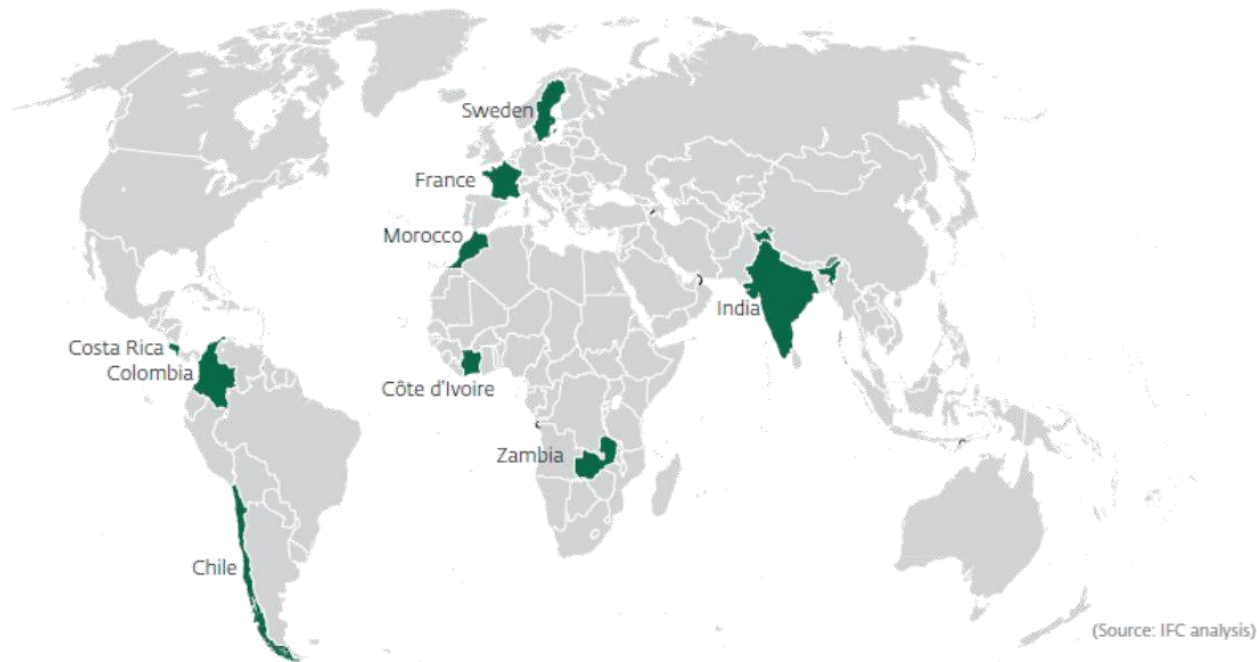 Sweden
France
Morocco
India
Costa Rica
Colombia
Côte d'Ivoire
Zambia
Chile
(Source: IFC analysis)